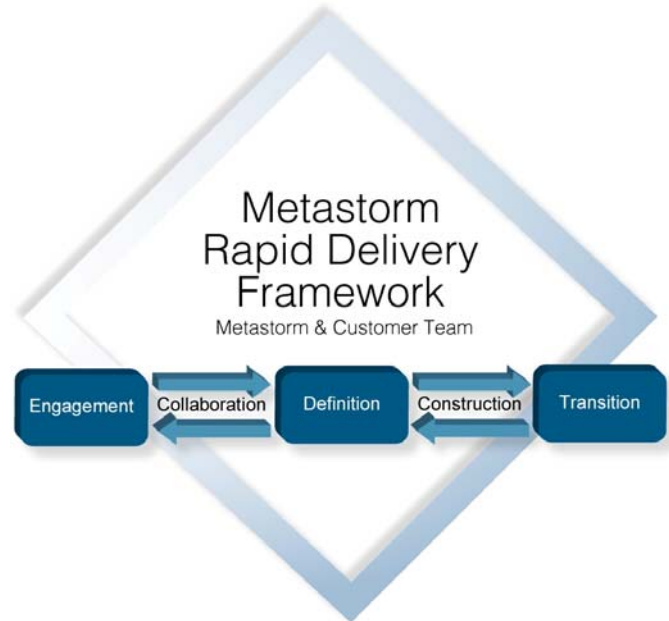 Metastorm
Rapid Delivery
Framework
Metastorm & Customer Team
Engagement
Collaboration
Definition
Construction
Transition